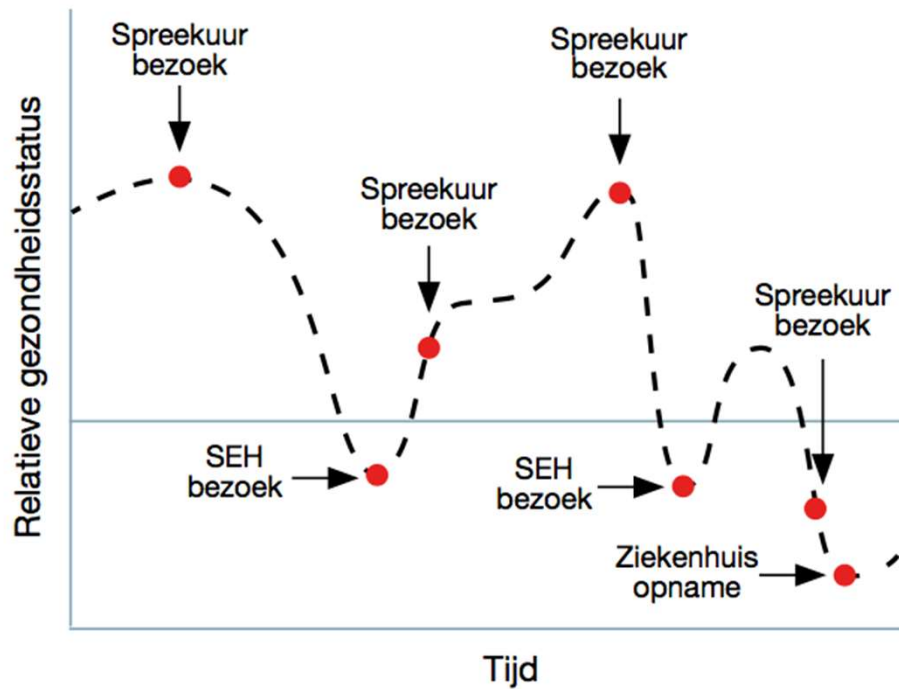 Spreekuur
bezoek
Spreekuur
bezoek
Spreekuur
bezoek
Spreekuur
bezoek
SEH
bezoek
SEH
bezoek
Ziekenhuis
opname
Relatieve gezondheidsstatus
Tijd